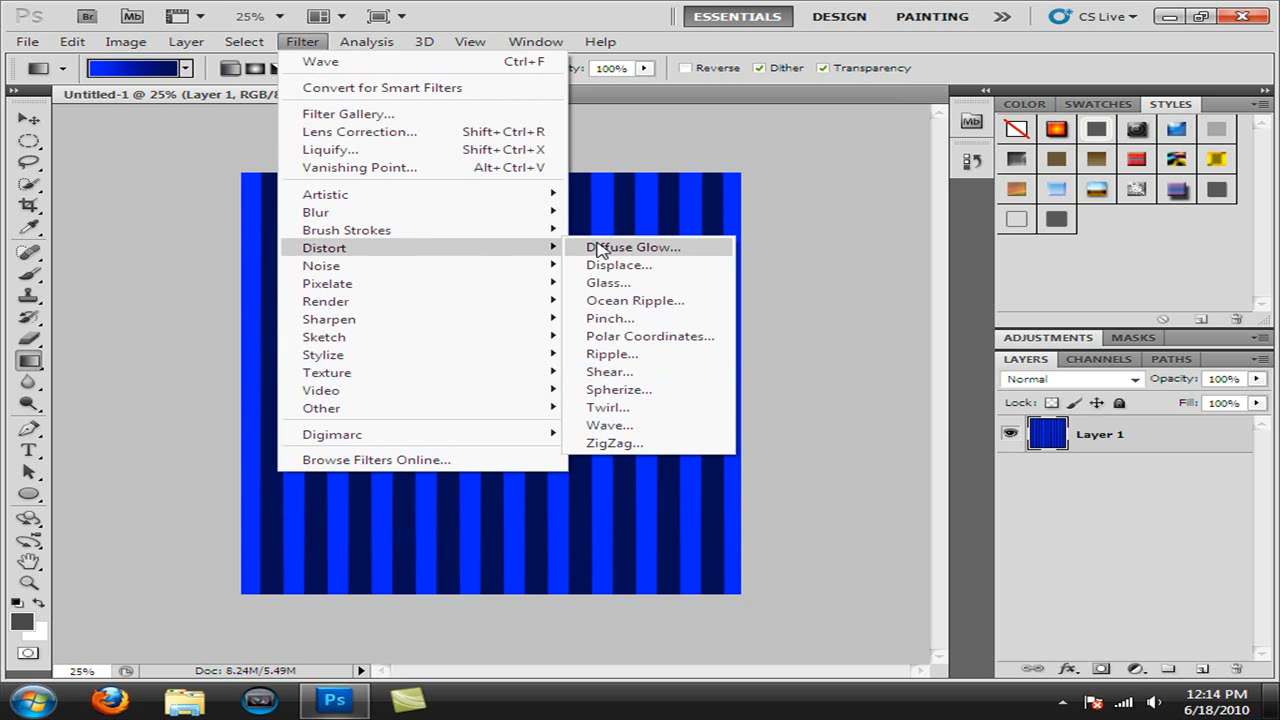 Ps Br Mb 25% ESSENTIALS DESIGN PAINTING CS Live
File Edit Image Layer Select Filter Analysis 3D View Window Help
100% Reverse Dither Transparency
Untitled-1 @ 25% (Layer 1, RGB/8
Wave Ctrl+F
Convert for Smart Filters
Filter Gallery...
Lens Correction... Shift+Ctrl+R
Liquify... Shift+Ctrl+X
Vanishing Point... Alt+Ctrl+V
Artistic
Blur
Brush Strokes
Distort
Noise
Pixelate
Render
Sharpen
Sketch
Stylize
Texture
Video
Other
Digimarc
Browse Filters Online...
Diffuse Glow...
Displace...
Glass...
Ocean Ripple...
Pinch...
Polar Coordinates...
Ripple...
Shear...
Spherize...
Twirl...
Wave...
ZigZag...
Mb
COLOR SWATCHES STYLES
ADJUSTMENTS MASKS
LAYERS CHANNELS PATHS
Normal Opacity: 100%
Lock: Fill: 100%
Layer 1
25% Doc: 8.24M/5.49M
Ps
12:14 PM
6/18/2010